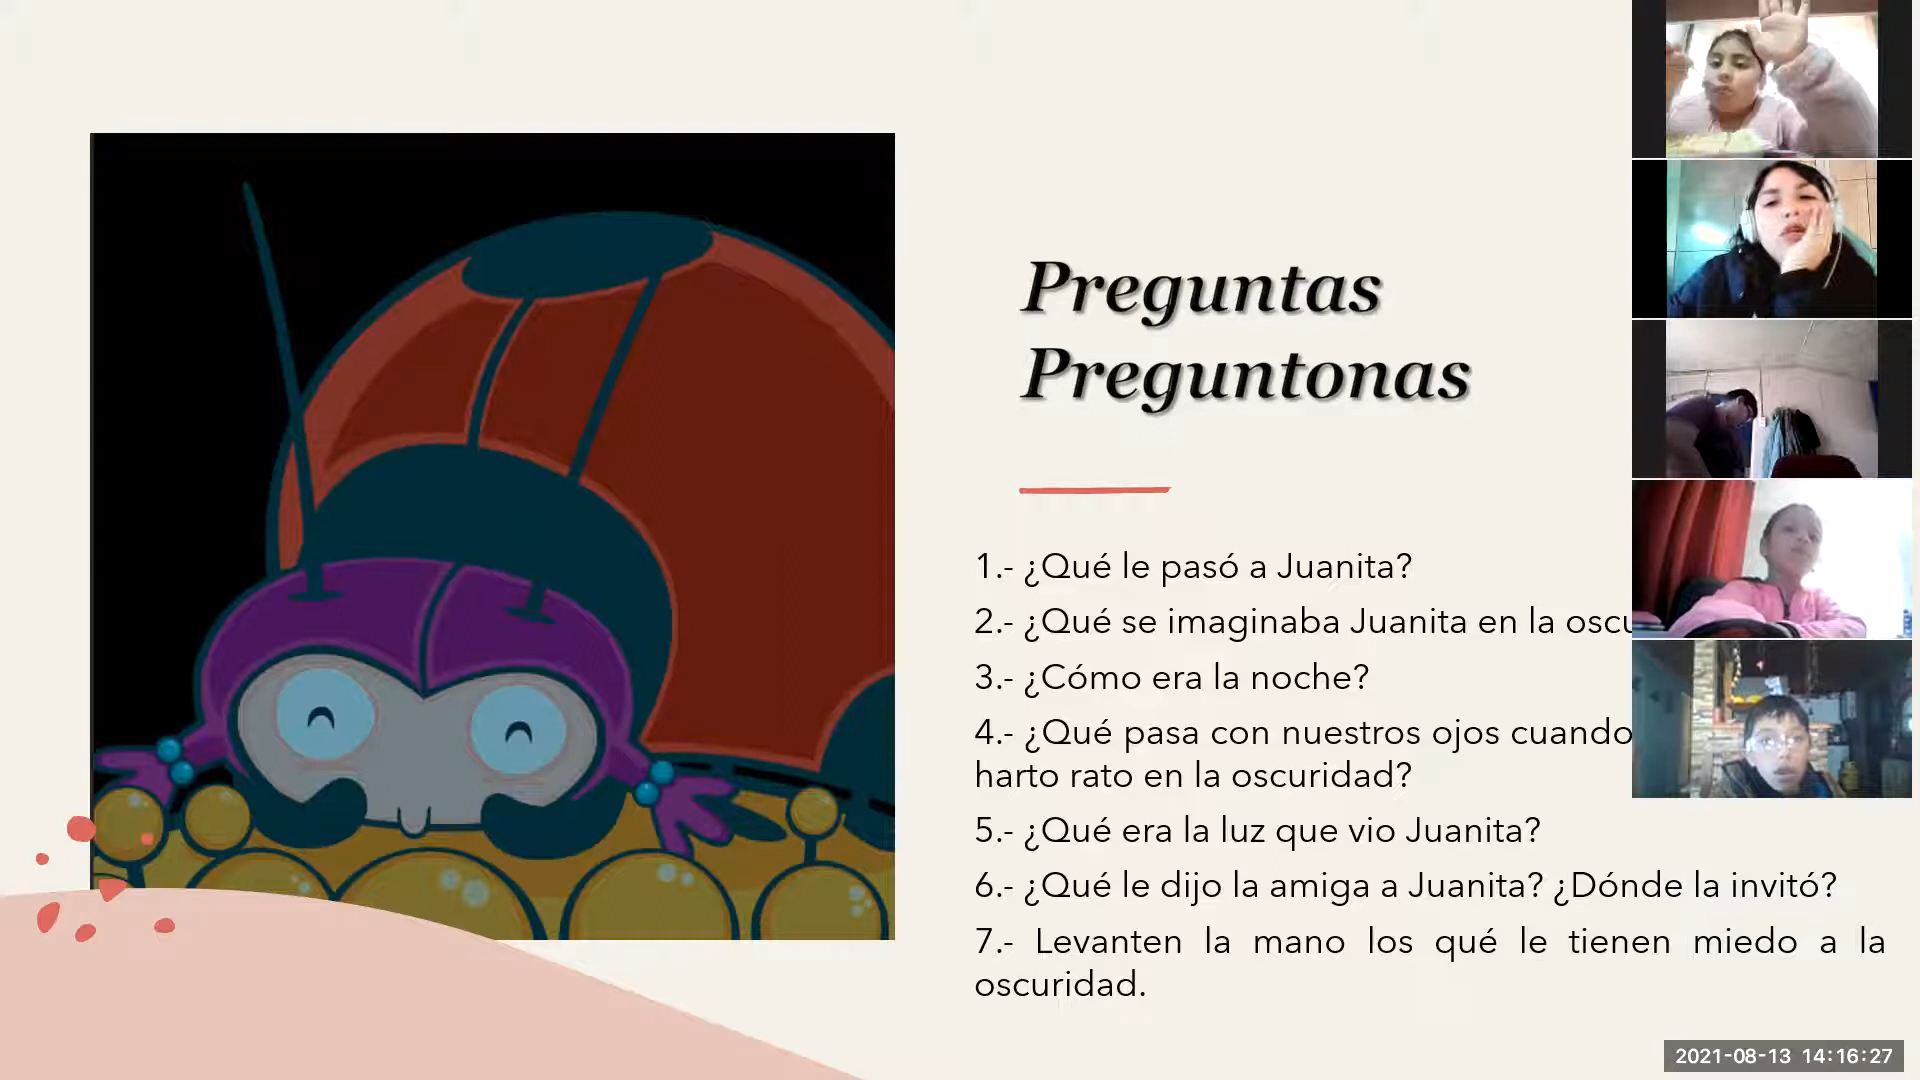 Preguntas
Preguntonas
1.- ¿Qué le pasó a Juanita?
2.- ¿Qué se imaginaba Juanita en la oscu
3.- ¿Cómo era la noche?
4.- ¿Qué pasa con nuestros ojos cuando
harto rato en la oscuridad?
5.- ¿Qué era la luz que vio Juanita?
6.- ¿Qué le dijo la amiga a Juanita? ¿Dónde la invitó?
7.- Levanten la mano los qué le tienen miedo a la
oscuridad.
2021-08-13 14:16:27